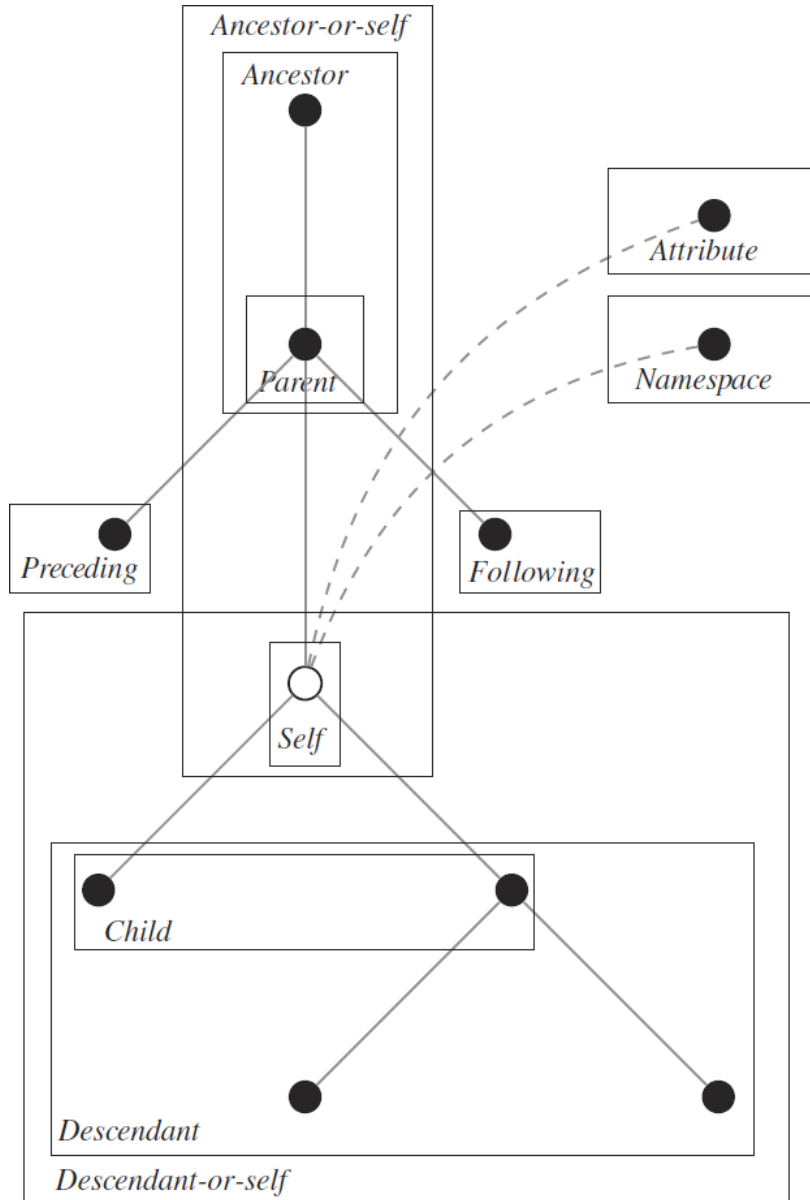 Ancestor-or-self
Ancestor
Attribute
Parent
Namespace
Preceding
Following
Self
Child
Descendant
Descendant-or-self